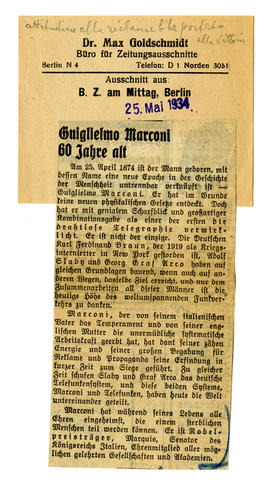 attitudine alla réclame l'ha portato
alla vittoria
Dr. Max Goldschmidt
Büro für Zeitungsausschnitte
Berlin N 4 Telefon: D 1 Norden 3051
Ausschnitt aus:
B. Z. am Mittag, Berlin
25. Mai 1934
Guiglielmo Marconi
60 Jahre alt
Am 25. April 1874 ist der Mann geboren, mit
dessen Name eine neue Epoche in der Geschichte
der Menschheit untrennbar verknüpft ist —
Guiglielmo Marconi. Er hat im Grunde
keine neuen physikalischen Gesetze entdeckt. Doch
hat er mit genialem Scharfblick und großartiger
Kombinationsgabe als einer der ersten die
drahtlose Telegraphie verwirk-
licht. Er ist nicht der einzige. Die Deutschen
Karl Ferdinand Braun, der 1919 als Kriegs-
internierter in New York gestorben ist, Adolf
Slaby und Georg Graf Arco haben auf
gleichen Grundlagen bauend, wenn auch auf an-
deren Wegen, dasselbe Ziel erreicht, und nur dem
Zusammenarbeiten all dieser Männer ist die
heutige Höhe des weltumspannenden Funkver-
kehrs zu danken.
Marconi, der von seinem italienischen
Vater das Temperament und von seiner eng-
lischen Mutter die unermüdliche systematische
Arbeitskraft geerbt hat, hat dank seiner zähen
Energie und seiner großen Begabung für
Reklame und Propaganda seine Erfindung in
kurzer Zeit zum Siege geführt. Zu gleicher
Zeit schufen Slaby und Graf Arco das deutsche
Telefunkensystem, und diese beiden Systeme,
Marconi und Telefunken, haben heute die Welt
untereinander geteilt.
Marconi hat während seines Lebens alle
Ehren eingeheimst, die einem sterblichen
Menschen teil werden können. Er ist Nobel-
preisträger, Marquis, Senator des
Königreichs Italien, Ehrenmitglied aller mög-
lichen gelehrten Gesellschaften und Akademien.